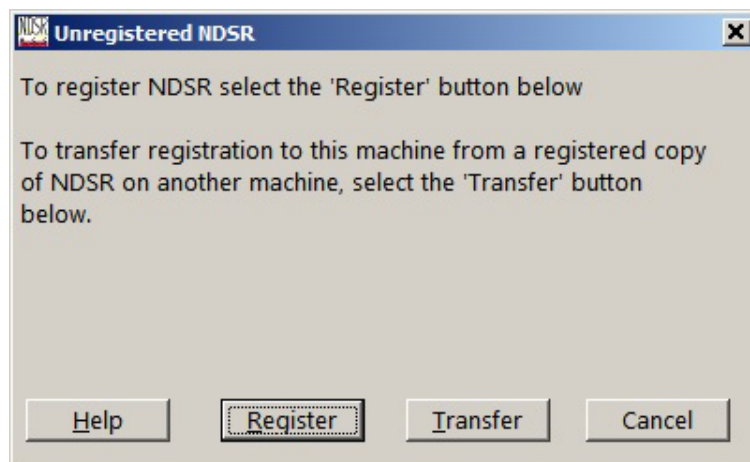 NDSR
Unregistered NDSR
To register NDSR select the 'Register' button below
To transfer registration to this machine from a registered copy
of NDSR on another machine, select the 'Transfer' button
below.
Help
Register
Transfer
Cancel